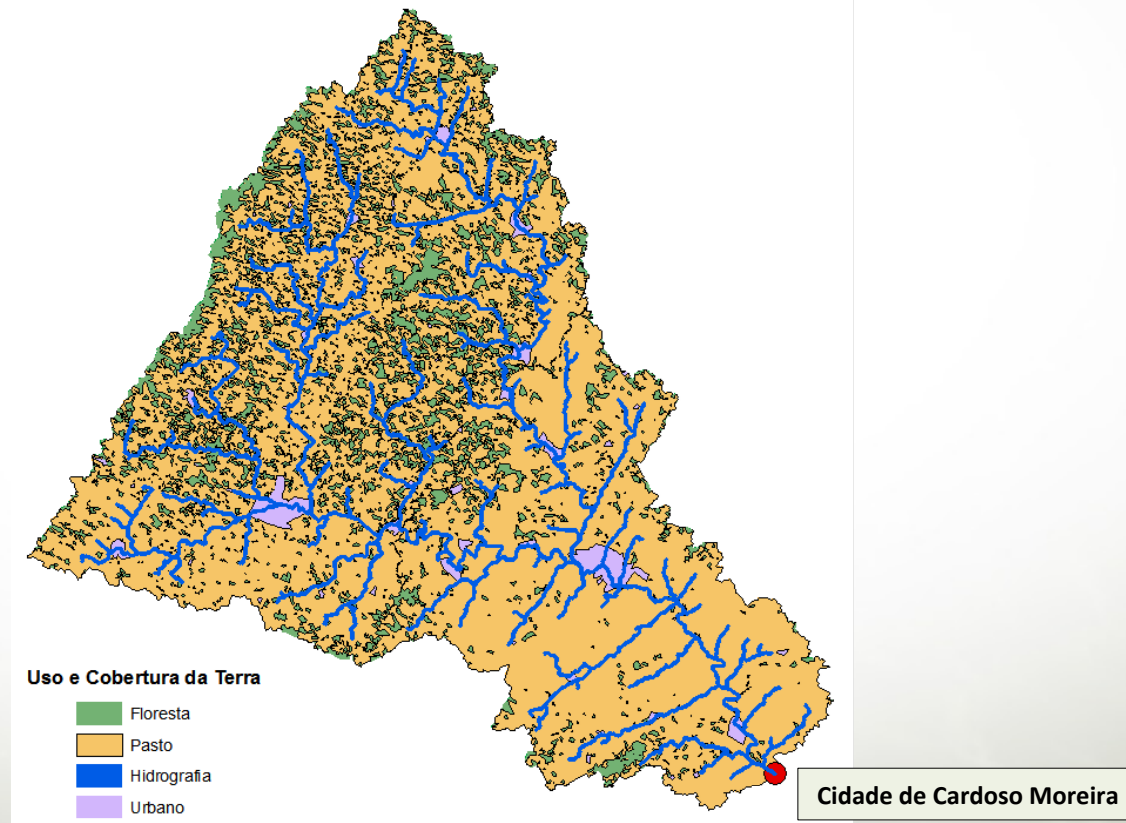 Uso e Cobertura da Terra
Floresta
Pasto
Hidrografia
Urbano
Cidade de Cardoso Moreira